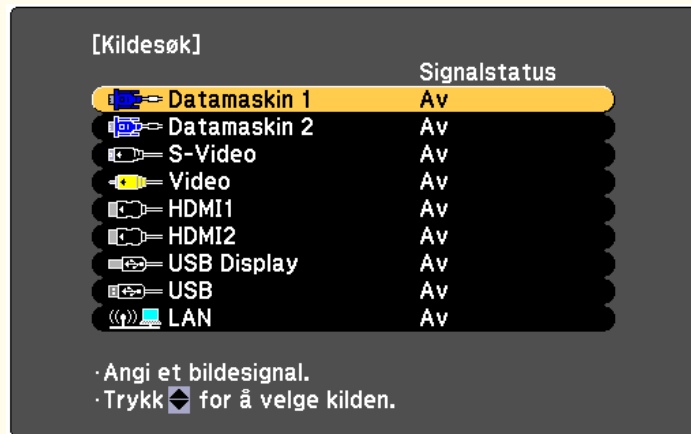 [Kildesøk]
Signalstatus
Datamaskin 1 Av
Datamaskin 2 Av
S-Video Av
Video Av
HDMI1 Av
HDMI2 Av
USB Display Av
USB Av
LAN Av
·Angi et bildesignal.
·Trykk for å velge kilden.